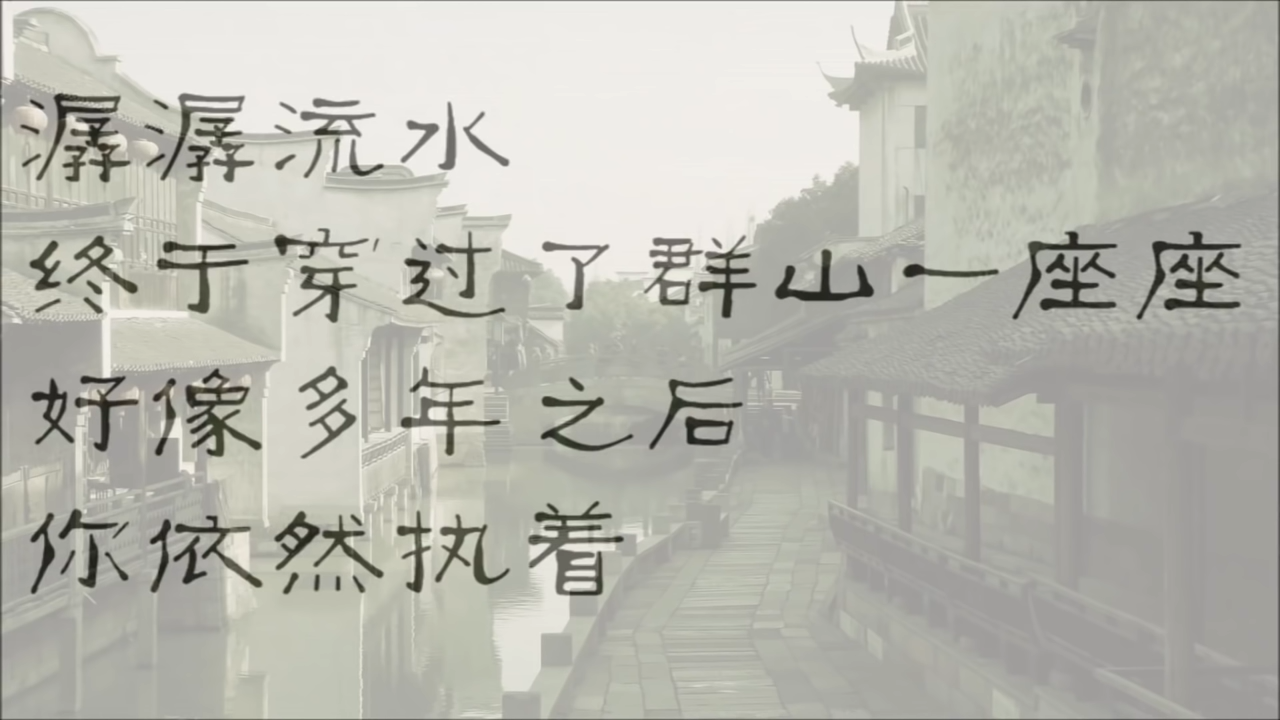 潺潺流水
终于穿过了群山一座座
好像多年之后
你依然执着